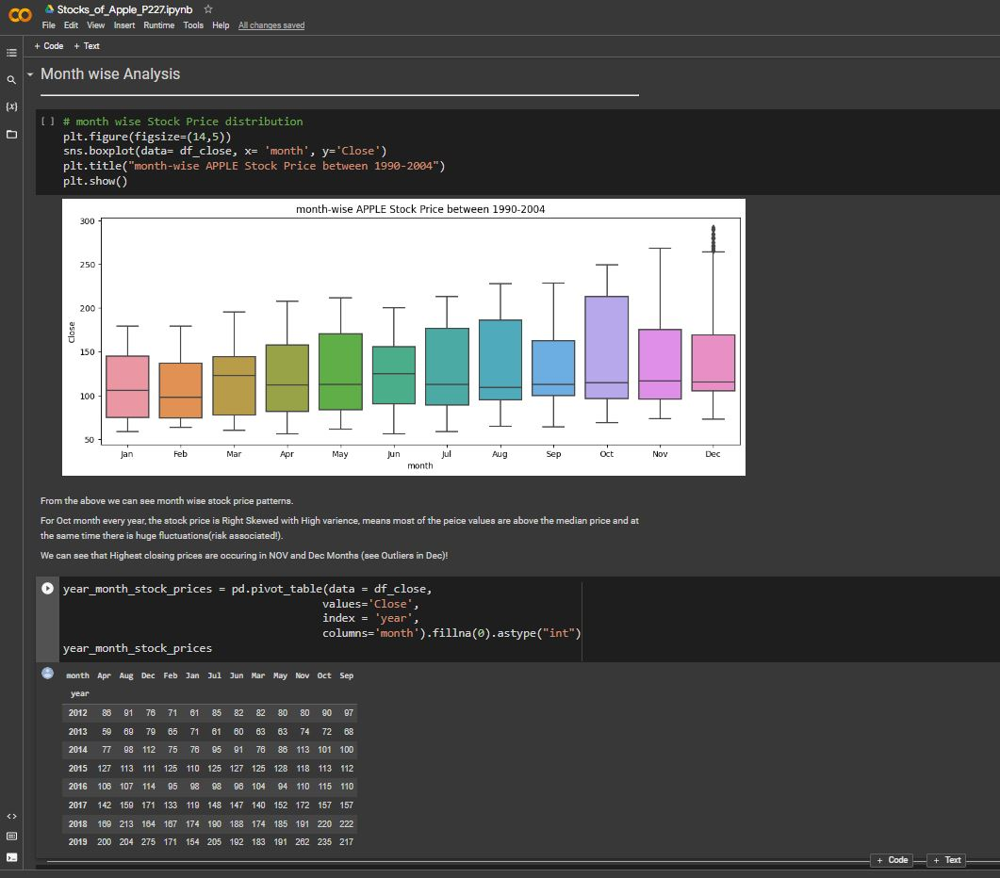 Stocks_of_Apple_P227.ipynb
File Edit View Insert Runtime Tools Help All changes saved
+ Code + Text
Month wise Analysis
[ ] # month wise Stock Price distribution
plt.figure(figsize=(14,5))
sns.boxplot(data= df_close, x= 'month', y='Close')
plt.title("month-wise APPLE Stock Price between 1990-2004")
plt.show()
month-wise APPLE Stock Price between 1990-2004
300
250
200
150
100
50
Close
Jan Feb Mar Apr May Jun Jul Aug Sep Oct Nov Dec
month
From the above we can see month wise stock price patterns.
For Oct month every year, the stock price is Right Skewed with High varience, means most of the peice values are above the median price and at
the same time there is huge fluctuations(risk associated!).
We can see that Highest closing prices are occuring in NOV and Dec Months (see Outliers in Dec)!
year_month_stock_prices = pd.pivot_table(data = df_close,
values='Close',
index = 'year',
columns='month').fillna(0).astype("int")
year_month_stock_prices
month Apr Aug Dec Feb Jan Jul Jun Mar May Nov Oct Sep
year
2012 86 91 76 71 61 85 82 82 80 80 90 97
2013 59 69 79 65 71 61 60 63 63 74 72 68
2014 77 98 112 75 76 95 91 76 86 113 101 100
2015 127 113 111 125 110 125 127 125 128 118 113 112
2016 106 107 114 95 98 98 96 104 94 110 115 110
2017 142 159 171 133 119 148 147 140 152 172 157 157
2018 169 213 164 167 174 190 188 174 185 191 220 222
2019 200 204 275 171 154 205 192 183 191 262 235 217
+ Code + Text